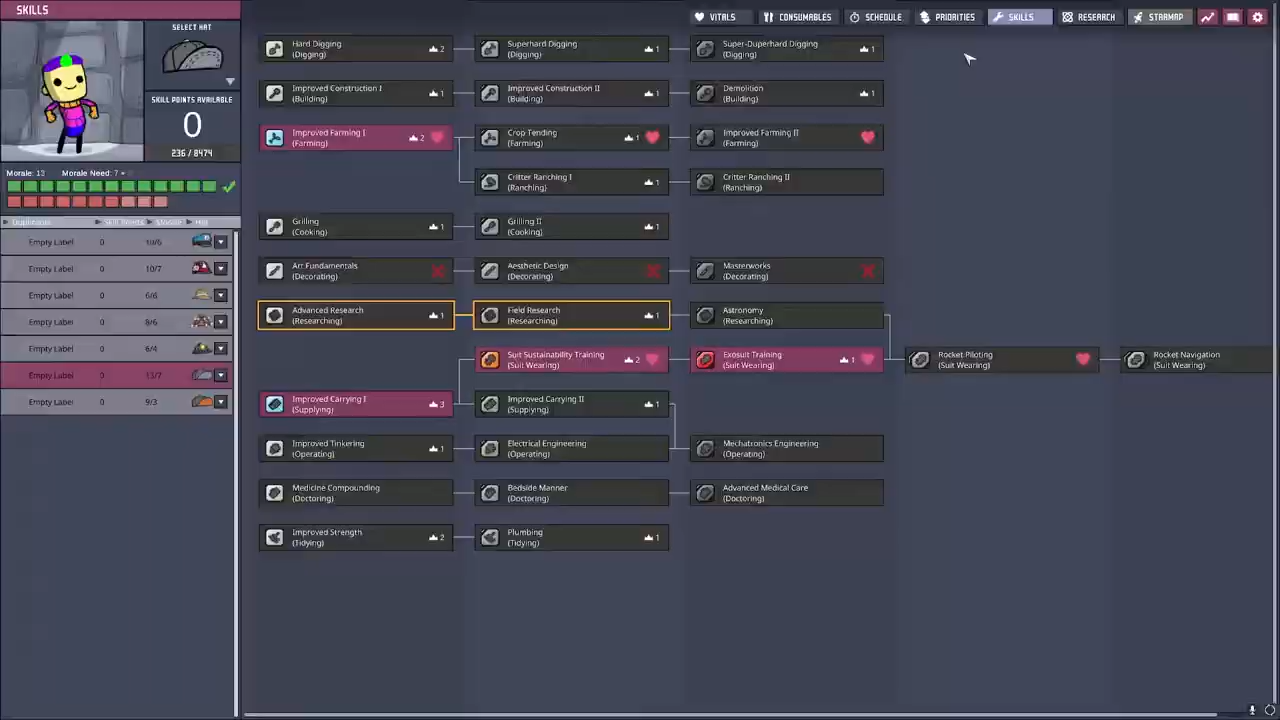 SKILLS
VITALS
CONSUMABLES
SCHEDULE
PRIORITIES
SKILLS
RESEARCH
STARMAP
SELECT HAT
SKILL POINTS AVAILABLE
0
236 / 8474
Morale: 13
Morale Need: 7
Skill Points
Empty Label 0 10/6
Empty Label 0 10/7
Empty Label 0 6/6
Empty Label 0 8/6
Empty Label 0 6/4
Empty Label 0 13/7
Empty Label 0 9/3
Hard Digging
(Digging)
2
Superhard Digging
(Digging)
1
Super-Duperhard Digging
(Digging)
1
Improved Construction I
(Building)
1
Improved Construction II
(Building)
1
Demolition
(Building)
1
Improved Farming I
(Farming)
2
Crop Tending
(Farming)
1
Improved Farming II
(Farming)
Critter Ranching I
(Ranching)
1
Critter Ranching II
(Ranching)
Grilling
(Cooking)
1
Grilling II
(Cooking)
1
Art Fundamentals
(Decorating)
Aesthetic Design
(Decorating)
Masterworks
(Decorating)
Advanced Research
(Researching)
1
Field Research
(Researching)
1
Astronomy
(Researching)
Suit Sustainability Training
(Suit Wearing)
2
Exosuit Training
(Suit Wearing)
1
Rocket Piloting
(Suit Wearing)
Rocket Navigation
(Suit Wearing)
Improved Carrying I
(Supplying)
3
Improved Carrying II
(Supplying)
1
Improved Tinkering
(Operating)
1
Electrical Engineering
(Operating)
Mechatronics Engineering
(Operating)
Medicine Compounding
(Doctoring)
Bedside Manner
(Doctoring)
Advanced Medical Care
(Doctoring)
Improved Strength
(Tidying)
2
Plumbing
(Tidying)
1